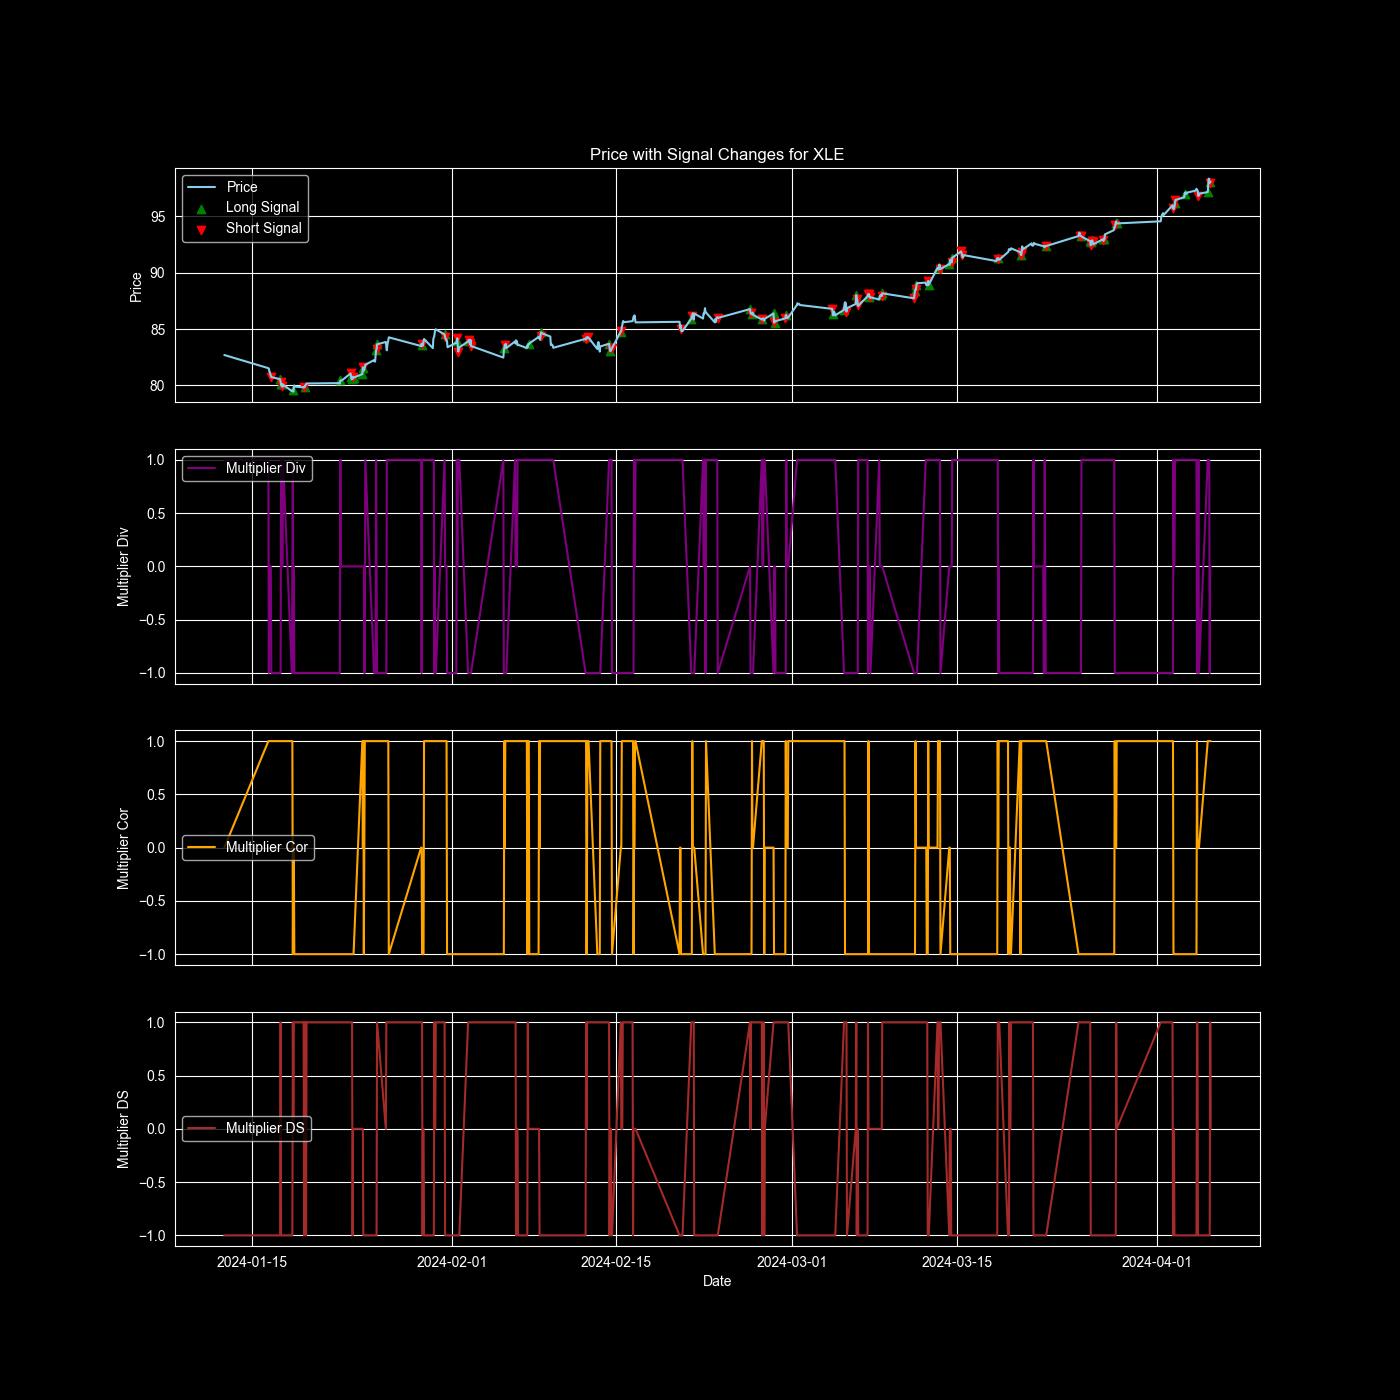 Price with Signal Changes for XLE
Price
Long Signal
Short Signal
95
90
85
80
Price
Multiplier Div
1.0
0.5
0.0
−0.5
−1.0
Multiplier Div
1.0
0.5
0.0
−0.5
−1.0
Multiplier Cor
Multiplier Cor
1.0
0.5
0.0
−0.5
−1.0
Multiplier DS
Multiplier DS
2024-01-15
2024-02-01
2024-02-15
2024-03-01
2024-03-15
2024-04-01
Date